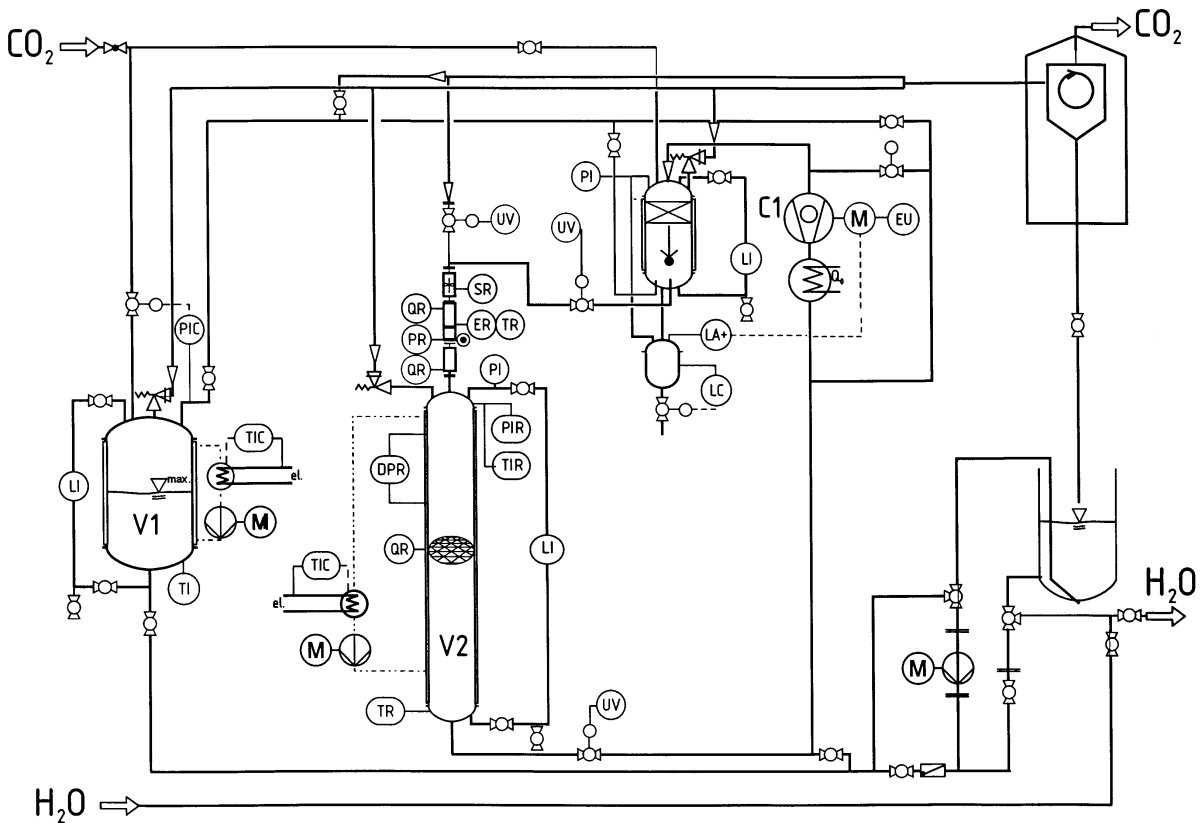 CO₂
CO₂
PI
C1
M
EU
UV
UV
LI
SR
QR
ER
TR
PR
QR
PIC
LA+
PI
LC
TIC
PIR
max.
el.
DPR
TIR
LI
V1
M
QR
LI
TIC
TI
el.
H₂O
M
V2
M
TR
UV
H₂O